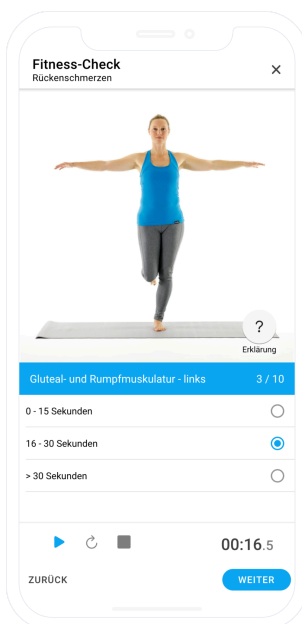 Fitness-Check
Rückenschmerzen
?
Erklärung
Gluteal- und Rumpfmuskulatur - links 3 / 10
0 - 15 Sekunden
16 - 30 Sekunden
> 30 Sekunden
00:16.5
ZURÜCK WEITER